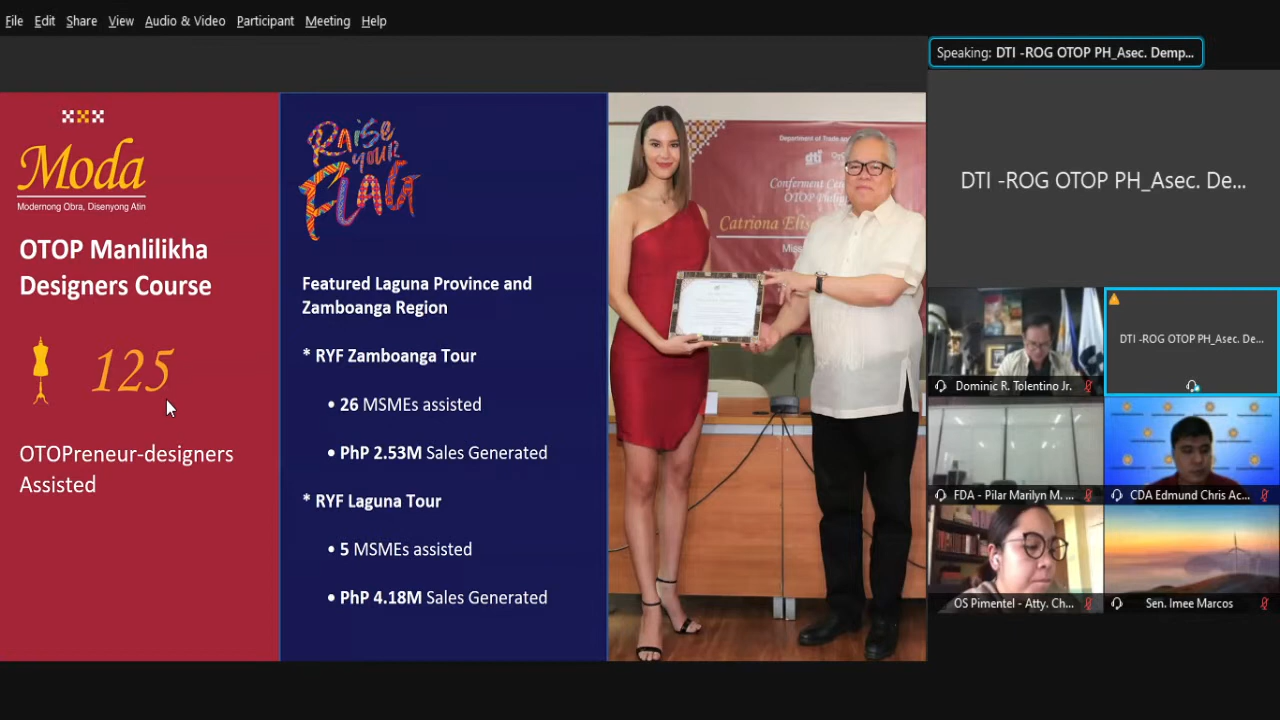 File Edit Share View Audio & Video Participant Meeting Help
Speaking: DTI -ROG OTOP PH_Asec. Demp...
Moda
Modernong Obra, Disenyong Atin
OTOP Manlilikha
Designers Course
125
OTOPreneur-designers
Assisted
RAISE
YOUR
FLAG
Featured Laguna Province and
Zamboanga Region
* RYF Zamboanga Tour
• 26 MSMEs assisted
• PhP 2.53M Sales Generated
* RYF Laguna Tour
• 5 MSMEs assisted
• PhP 4.18M Sales Generated
Department of Trade and
dti
Conferment
OTOP
Catriona Elis
Miss
DTI -ROG OTOP PH_Asec. De...
DTI -ROG OTOP PH_Asec. De...
Dominic R. Tolentino Jr.
FDA - Pilar Marilyn M. ...
CDA Edmund Chris Ac...
OS Pimentel - Atty. Ch...
Sen. Imee Marcos